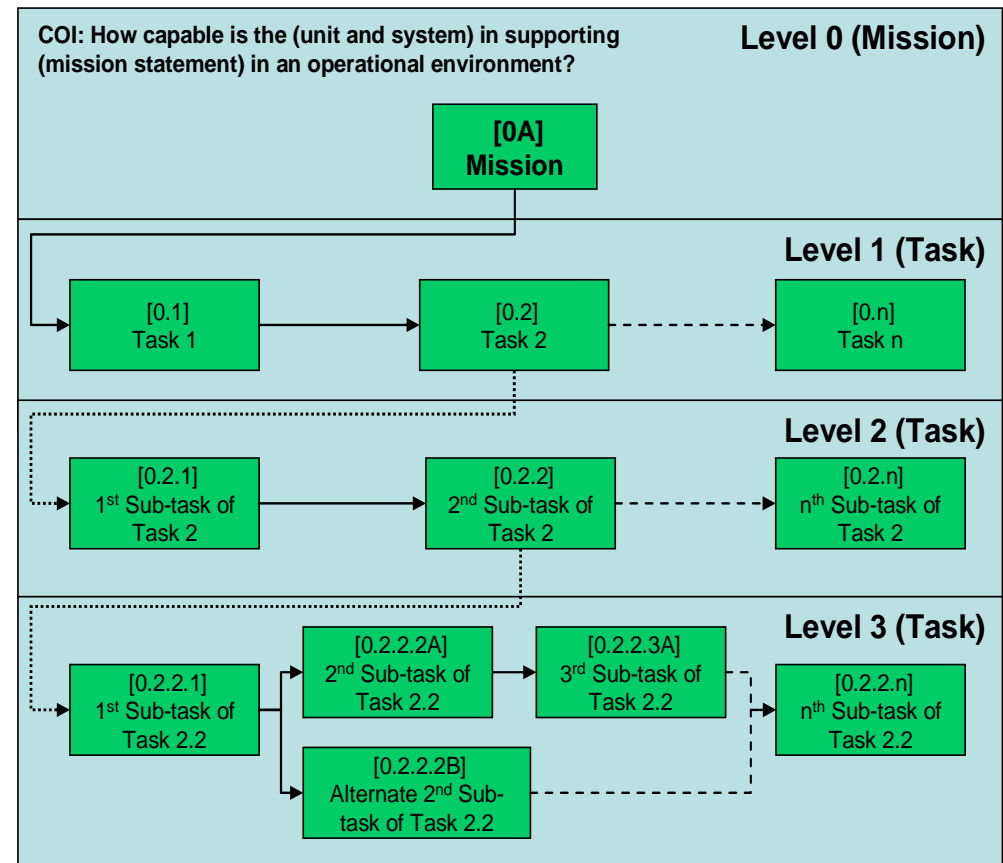 COI: How capable is the (unit and system) in supporting
(mission statement) in an operational environment?
Level 0 (Mission)
[0A]
Mission
Level 1 (Task)
[0.1]
Task 1
[0.2]
Task 2
[0.n]
Task n
Level 2 (Task)
[0.2.1]
1st Sub-task of
Task 2
[0.2.2]
2nd Sub-task of
Task 2
[0.2.n]
nth Sub-task of
Task 2
Level 3 (Task)
[0.2.2.1]
1st Sub-task of
Task 2.2
[0.2.2.2A]
2nd Sub-task of
Task 2.2
[0.2.2.3A]
3rd Sub-task of
Task 2.2
[0.2.2.n]
nth Sub-task of
Task 2.2
[0.2.2.2B]
Alternate 2nd Sub-
task of Task 2.2